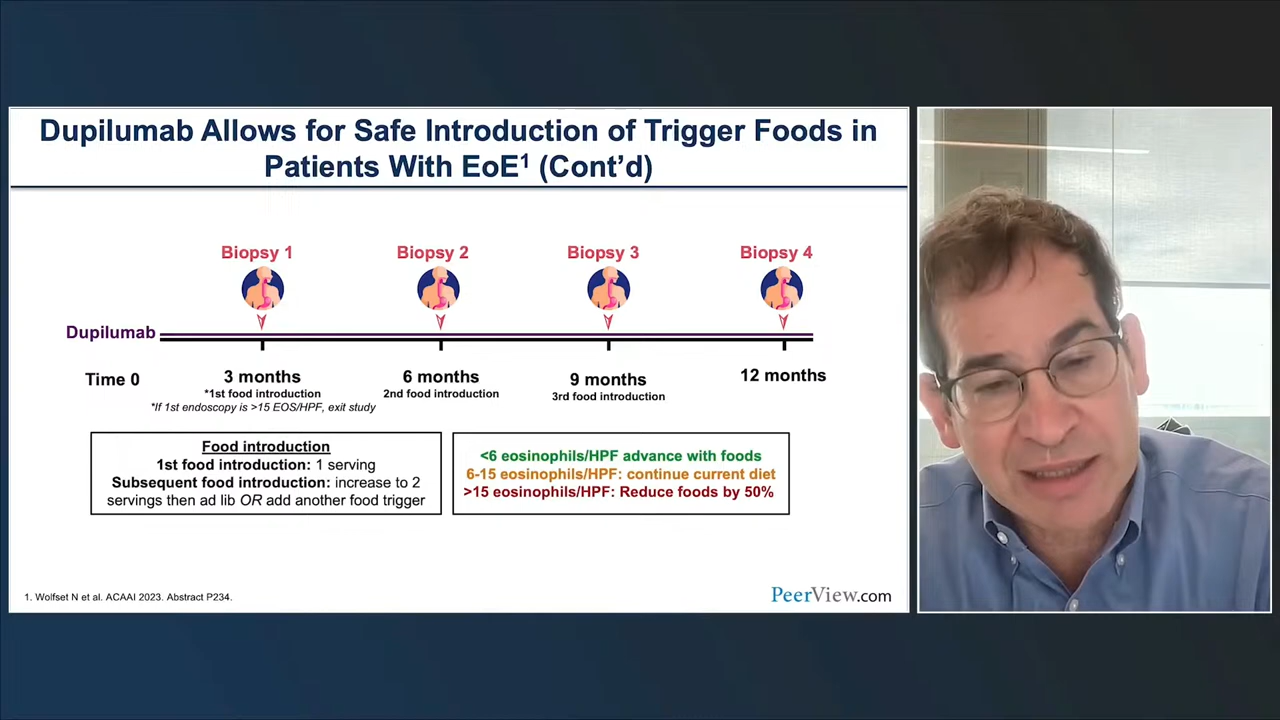 Dupilumab Allows for Safe Introduction of Trigger Foods in
Patients With EoE1 (Cont’d)
Biopsy 1
Biopsy 2
Biopsy 3
Biopsy 4
Dupilumab
Time 0
3 months
*1st food introduction
*If 1st endoscopy is >15 EOS/HPF, exit study
6 months
2nd food introduction
9 months
3rd food introduction
12 months
Food introduction
1st food introduction: 1 serving
Subsequent food introduction: increase to 2
servings then ad lib OR add another food trigger
<6 eosinophils/HPF advance with foods
6-15 eosinophils/HPF: continue current diet
>15 eosinophils/HPF: Reduce foods by 50%
1. Wolfset N et al. ACAAI 2023. Abstract P234.
PeerView.com